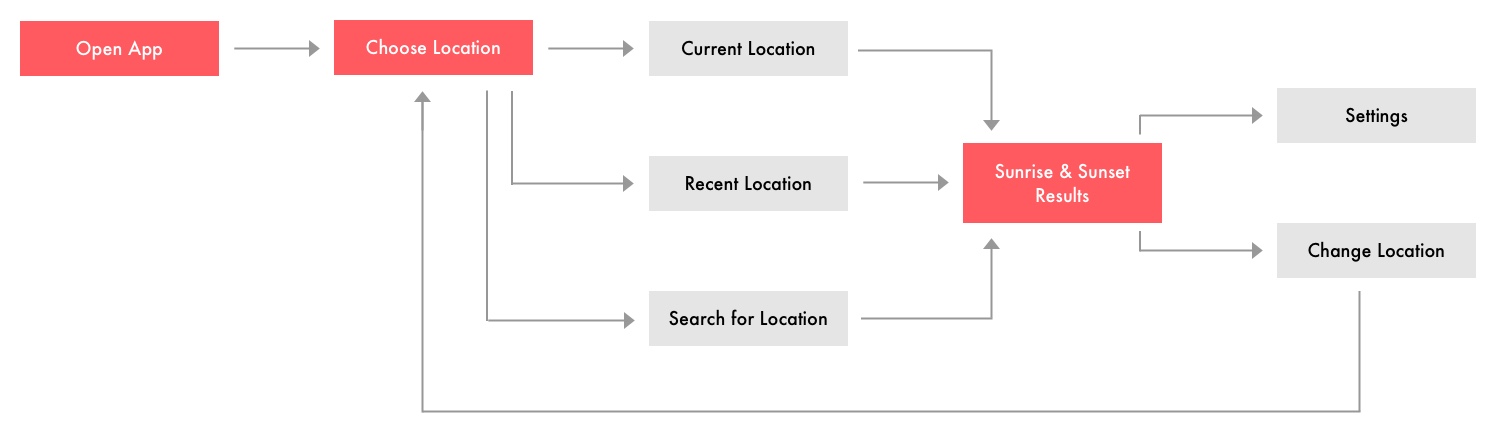 Open App
Choose Location
Current Location
Recent Location
Search for Location
Sunrise & Sunset
Results
Settings
Change Location